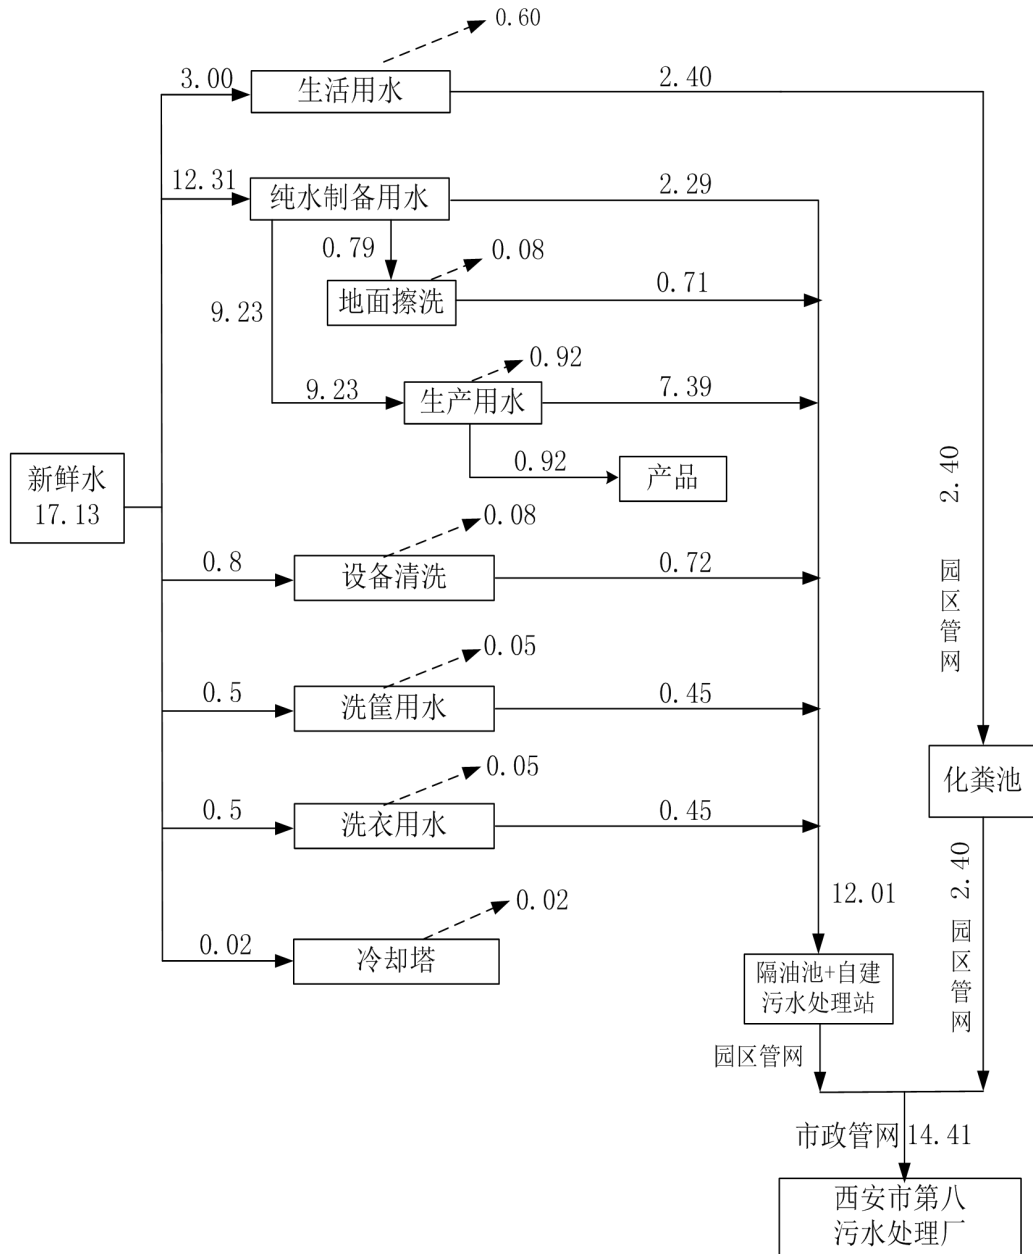 0.60
3.00
生活用水
2.40
12.31
纯水制备用水
2.29
0.79
0.08
地面擦洗
0.71
9.23
0.92
9.23
生产用水
7.39
0.92
产品
新鲜水
17.13
2.40
园区管网
0.08
0.8
设备清洗
0.72
0.05
0.5
洗筐用水
0.45
化粪池
0.05
0.5
洗衣用水
0.45
2.40
园区管网
12.01
0.02
0.02
冷却塔
隔油池+自建
污水处理站
园区管网
市政管网
14.41
西安市第八
污水处理厂